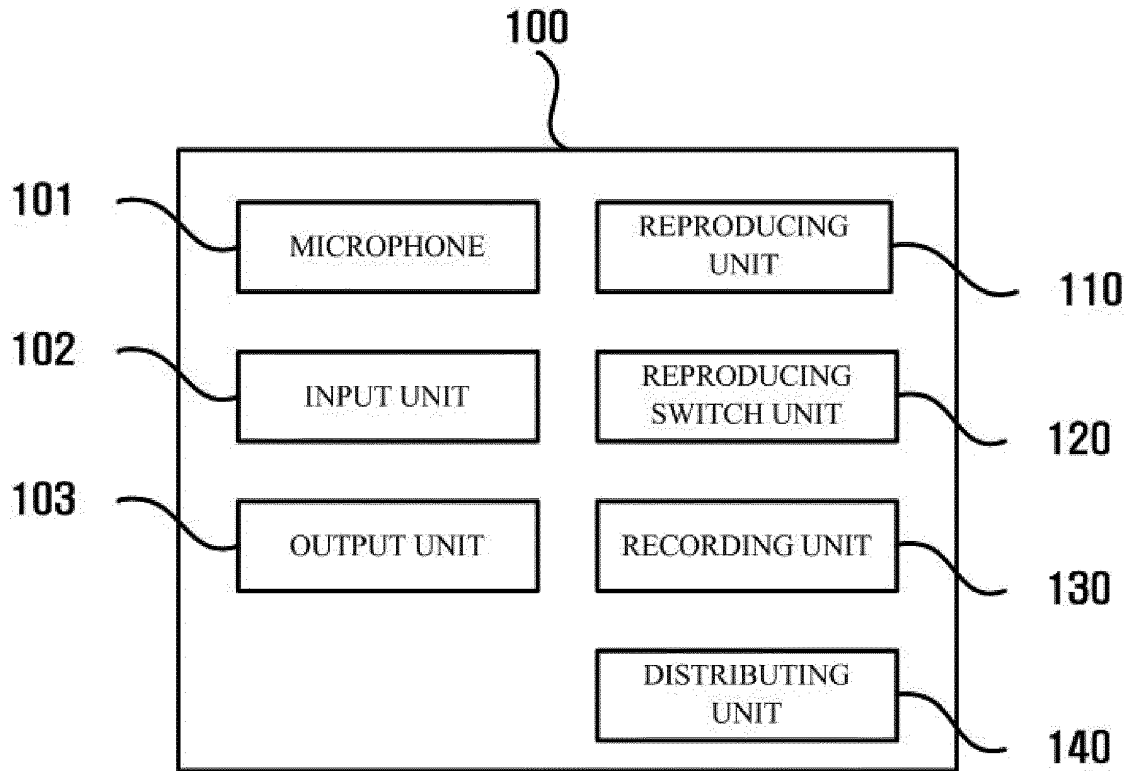 100
101
MICROPHONE
REPRODUCING
UNIT
110
102
INPUT UNIT
REPRODUCING
SWITCH UNIT
120
103
OUTPUT UNIT
RECORDING UNIT
130
DISTRIBUTING
UNIT
140